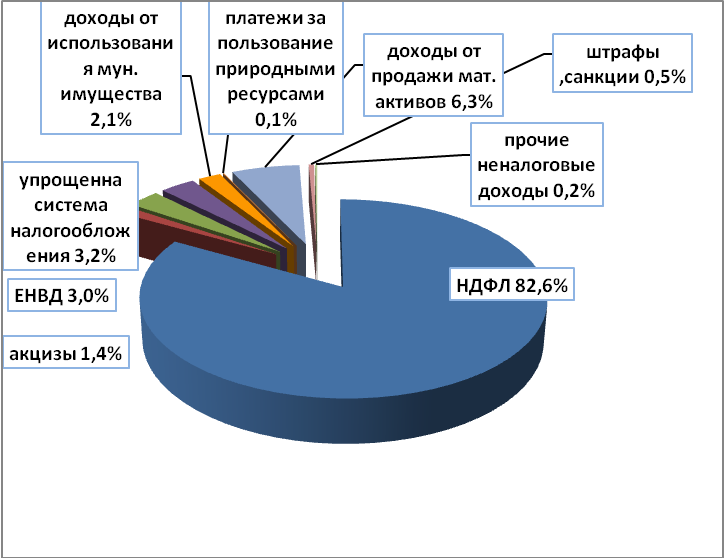 доходы от
использовани
я мун.
имущества
2,1%
платежи за
пользование
природными
ресурсами
0,1%
доходы от
продажи мат.
активов 6,3%
штрафы
,санкции 0,5%
прочие
неналоговые
доходы 0,2%
упрощенна
система
налогооблож
ения 3,2%
ЕНВД 3,0%
акцизы 1,4%
НДФЛ 82,6%